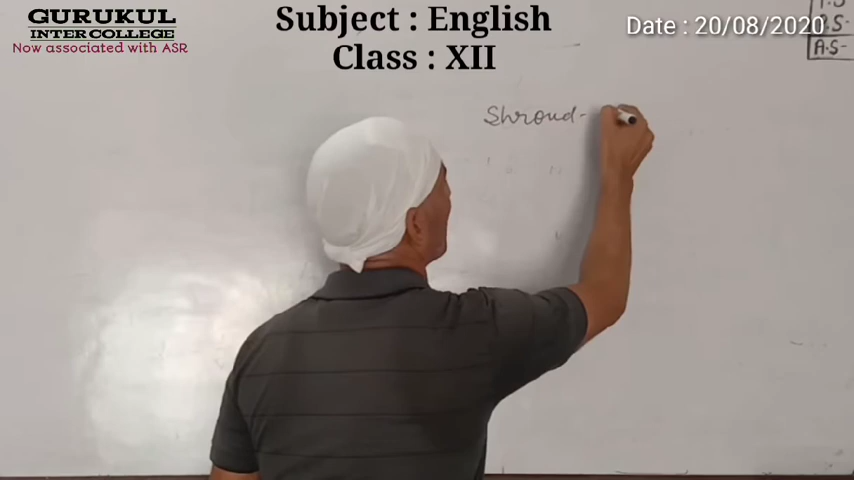 GURUKUL
INTER COLLEGE
Now associated with ASR
Subject : English
Class : XII
Date : 20/08/2020
Shroud-
A.S-